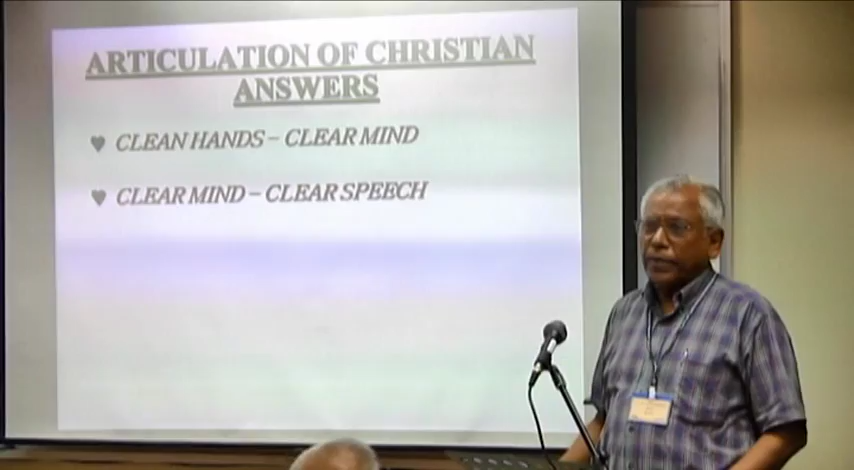 ARTICULATION OF CHRISTIAN
ANSWERS
♥ CLEAN HANDS – CLEAR MIND
♥ CLEAR MIND – CLEAR SPEECH